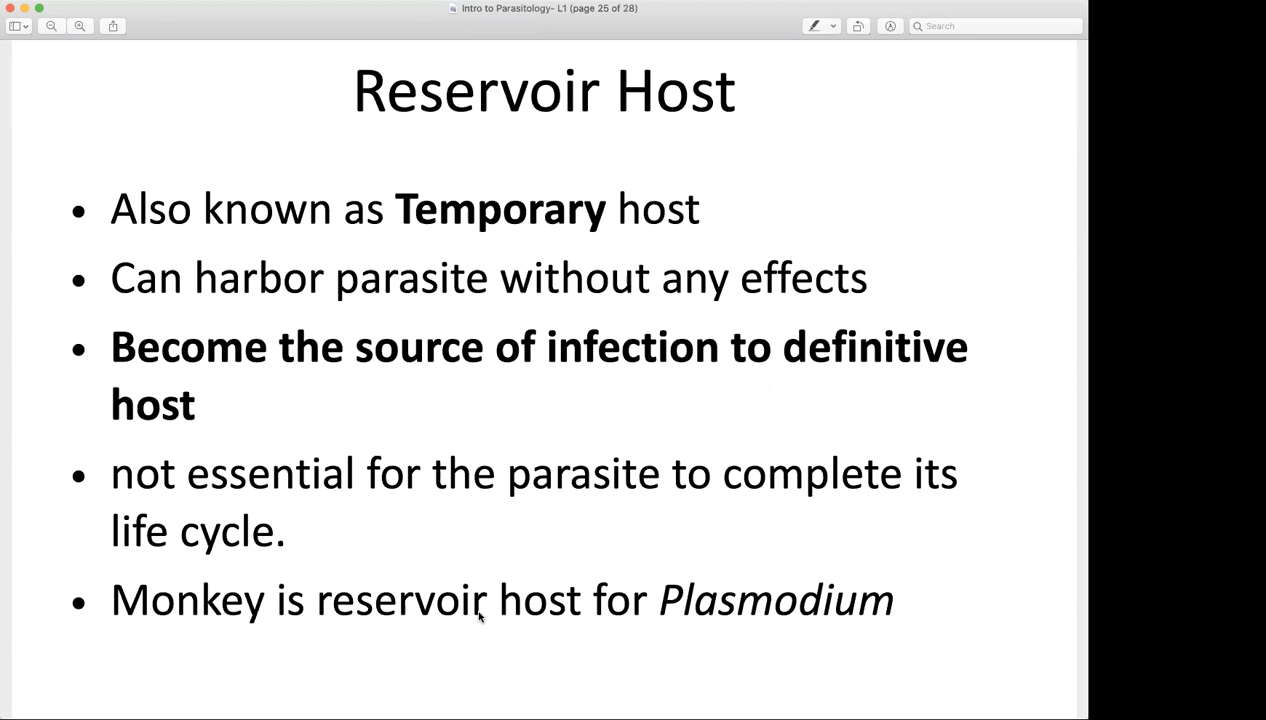 Intro to Parasitology- L1 (page 25 of 28)
Search
Reservoir Host
• Also known as Temporary host
• Can harbor parasite without any effects
• Become the source of infection to definitive
host
• not essential for the parasite to complete its
life cycle.
• Monkey is reservoir host for Plasmodium